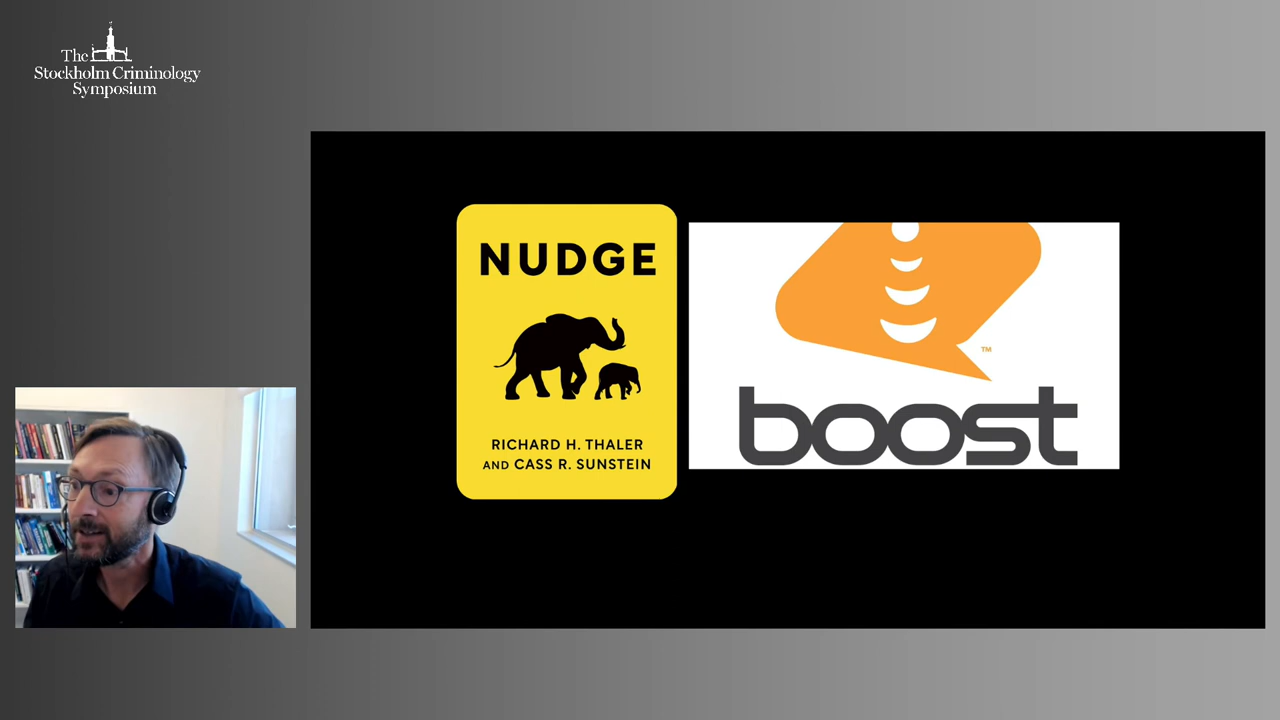 The
Stockholm Criminology
Symposium
NUDGE
RICHARD H. THALER
AND CASS R. SUNSTEIN
TM
boost